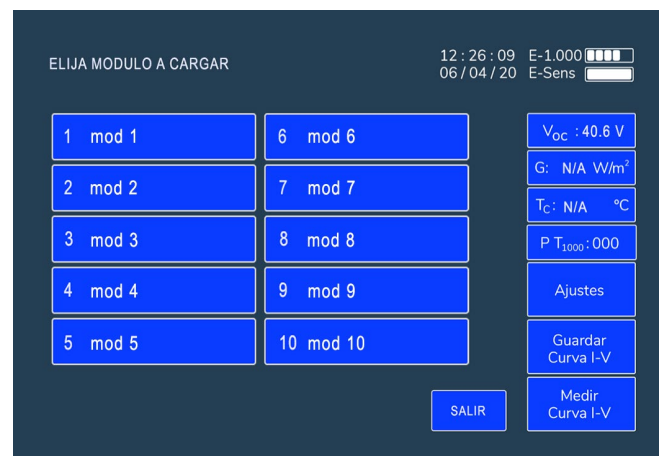 ELIJA MODULO A CARGAR
12 : 26 : 09 E-1.000
06 / 04 / 20 E-Sens
1 mod 1
2 mod 2
3 mod 3
4 mod 4
5 mod 5
6 mod 6
7 mod 7
8 mod 8
9 mod 9
10 mod 10
SALIR
VOC : 40.6 V
G: N/A W/m²
TC : N/A ºC
P T1000 : 000
Ajustes
Guardar
Curva I-V
Medir
Curva I-V